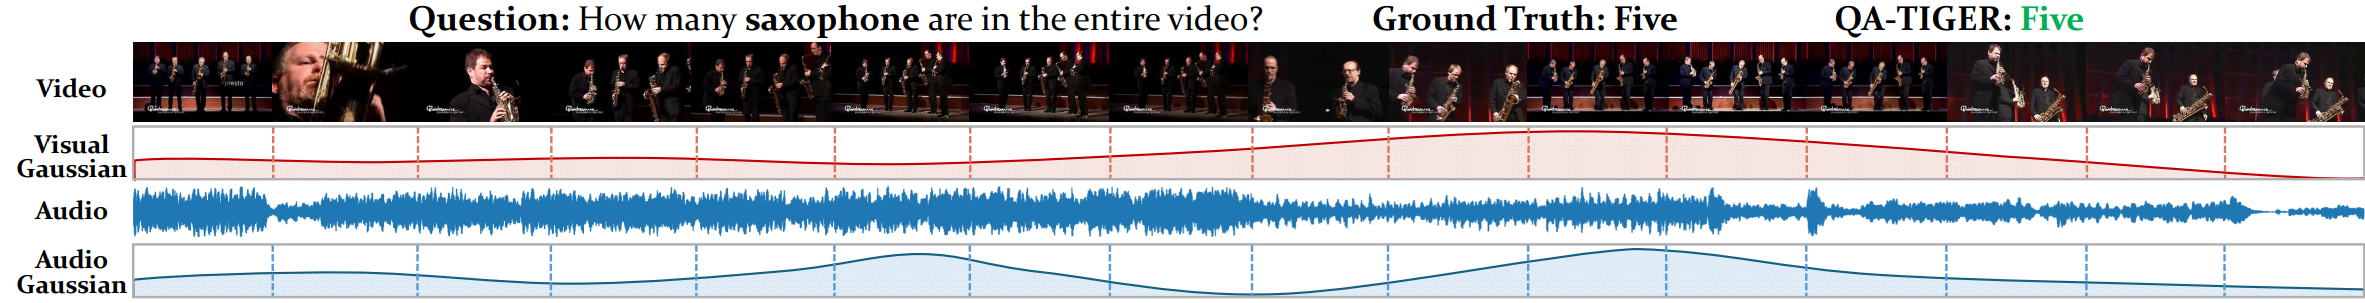 Question: How many saxophone are in the entire video? Ground Truth: Five QA-TIGER: Five
Video
presto
Visual
Gaussian
Audio
Audio
Gaussian